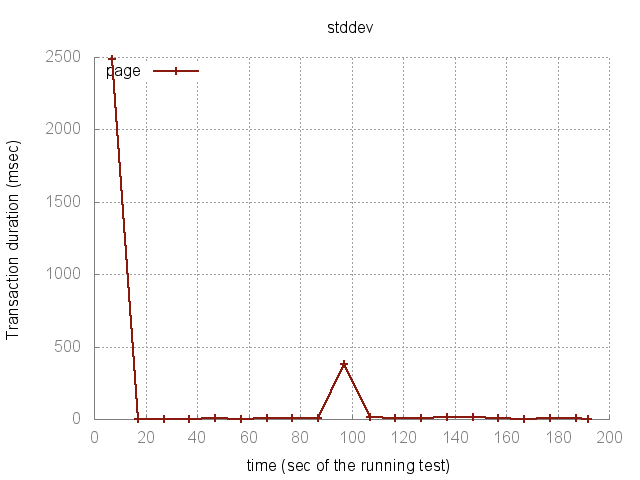 stddev
page
Transaction duration (msec)
2500
2000
1500
1000
500
0
0 20 40 60 80 100 120 140 160 180 200
time (sec of the running test)